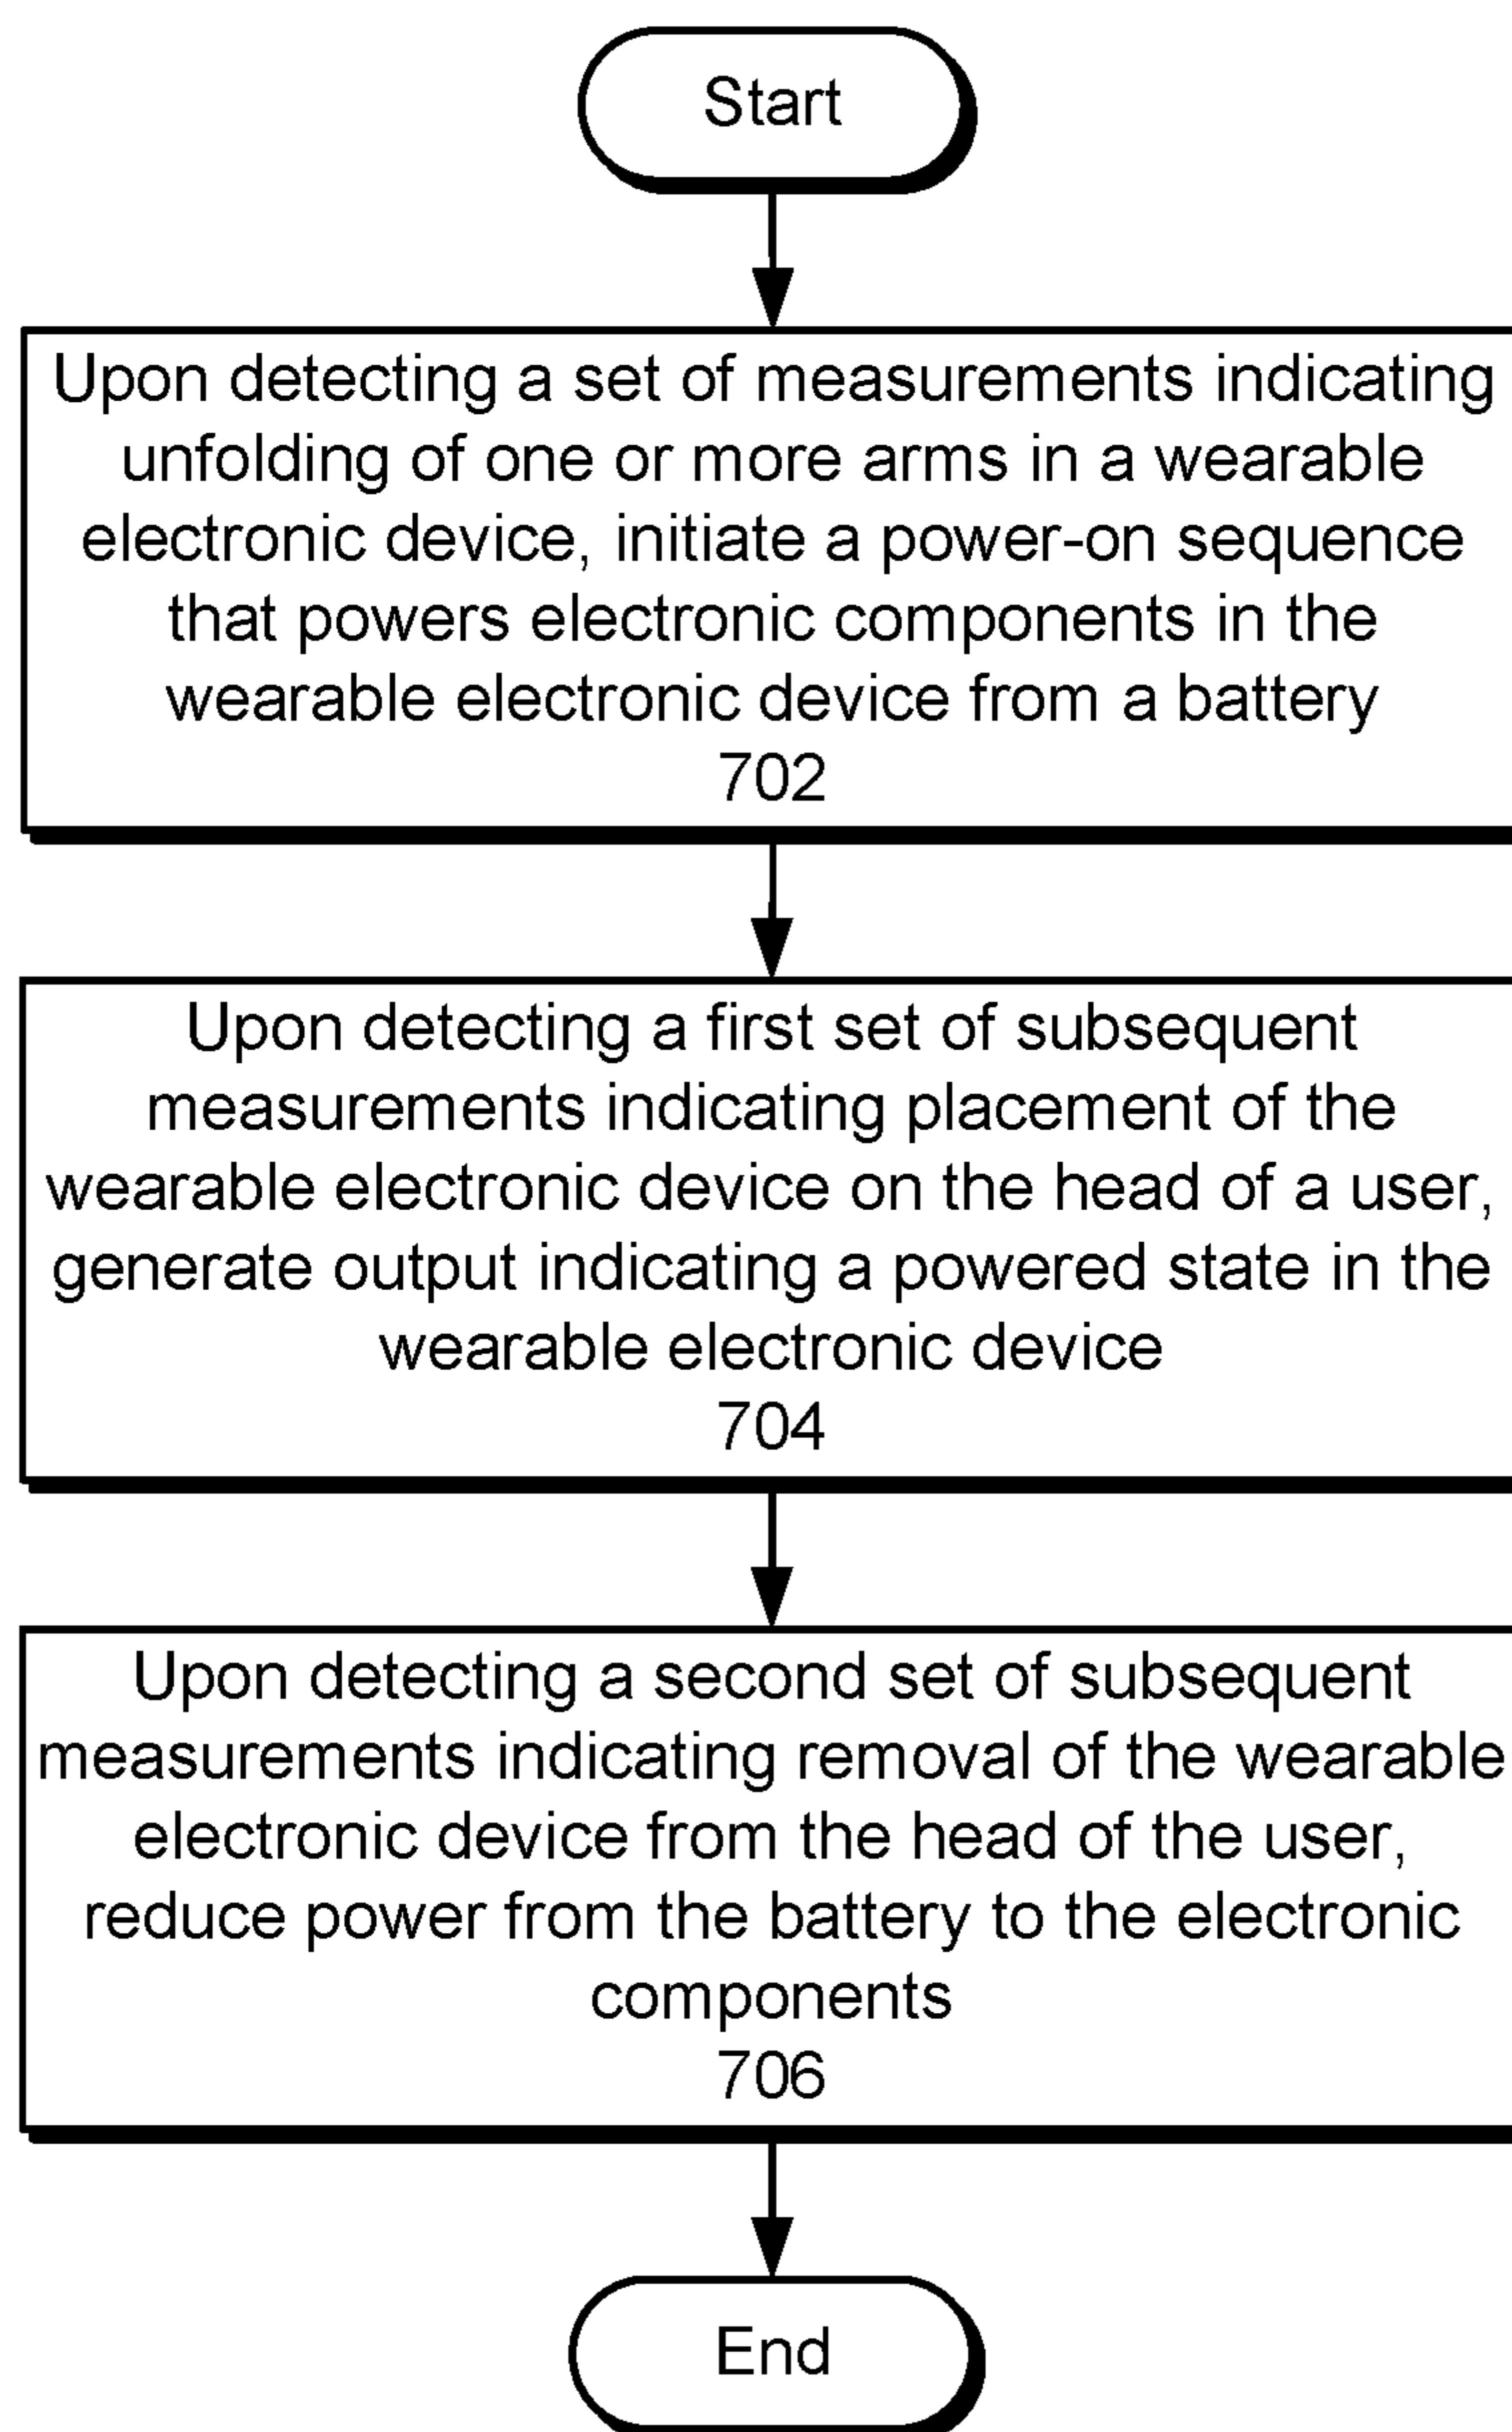 Start
Upon detecting a set of measurements indicating
unfolding of one or more arms in a wearable
electronic device, initiate a power-on sequence
that powers electronic components in the
wearable electronic device from a battery
702
Upon detecting a first set of subsequent
measurements indicating placement of the
wearable electronic device on the head of a user,
generate output indicating a powered state in the
wearable electronic device
704
Upon detecting a second set of subsequent
measurements indicating removal of the wearable
electronic device from the head of the user,
reduce power from the battery to the electronic
components
706
End